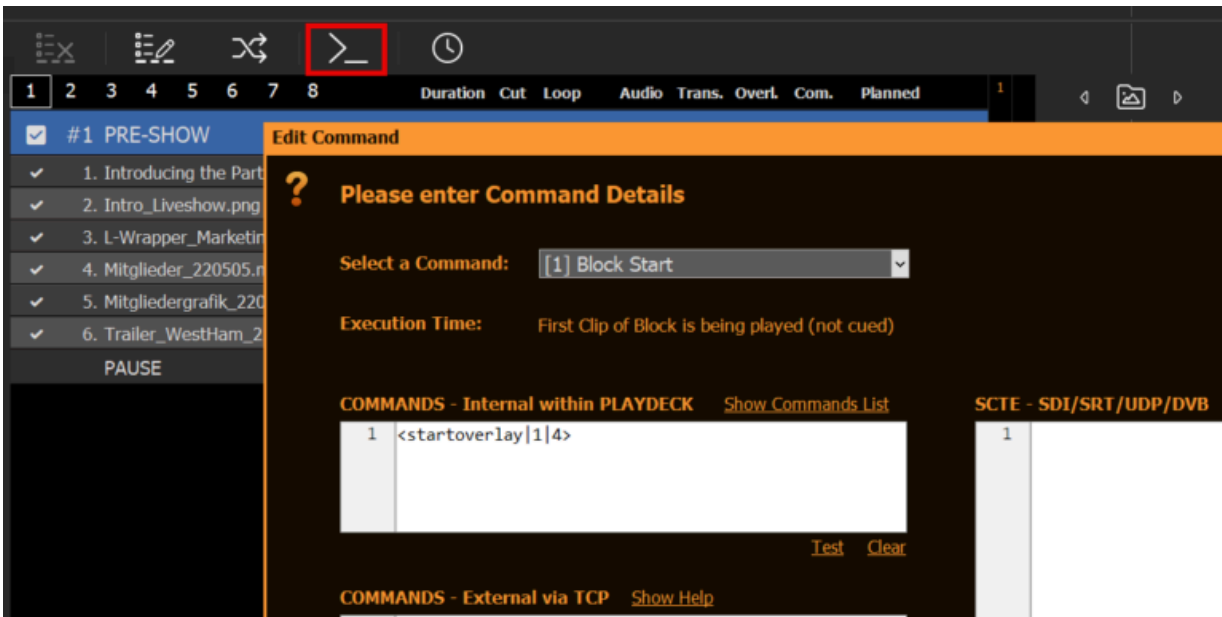 1 2 3 4 5 6 7 8 Duration Cut Loop Audio Trans. Overl. Com. Planned 1
#1 PRE-SHOW
Edit Command
1. Introducing the Part
2. Intro_Liveshow.png
3. L-Wrapper_Marketin
4. Mitglieder_220505.m
5. Mitgliedergrafik_220
6. Trailer_WestHam_2
PAUSE
? Please enter Command Details
Select a Command: [1] Block Start
Execution Time: First Clip of Block is being played (not cued)
COMMANDS - Internal within PLAYDECK Show Commands List
1 <startoverlay|1|4>
Test Clear
COMMANDS - External via TCP Show Help
SCTE - SDI/SRT/UDP/DVB
1